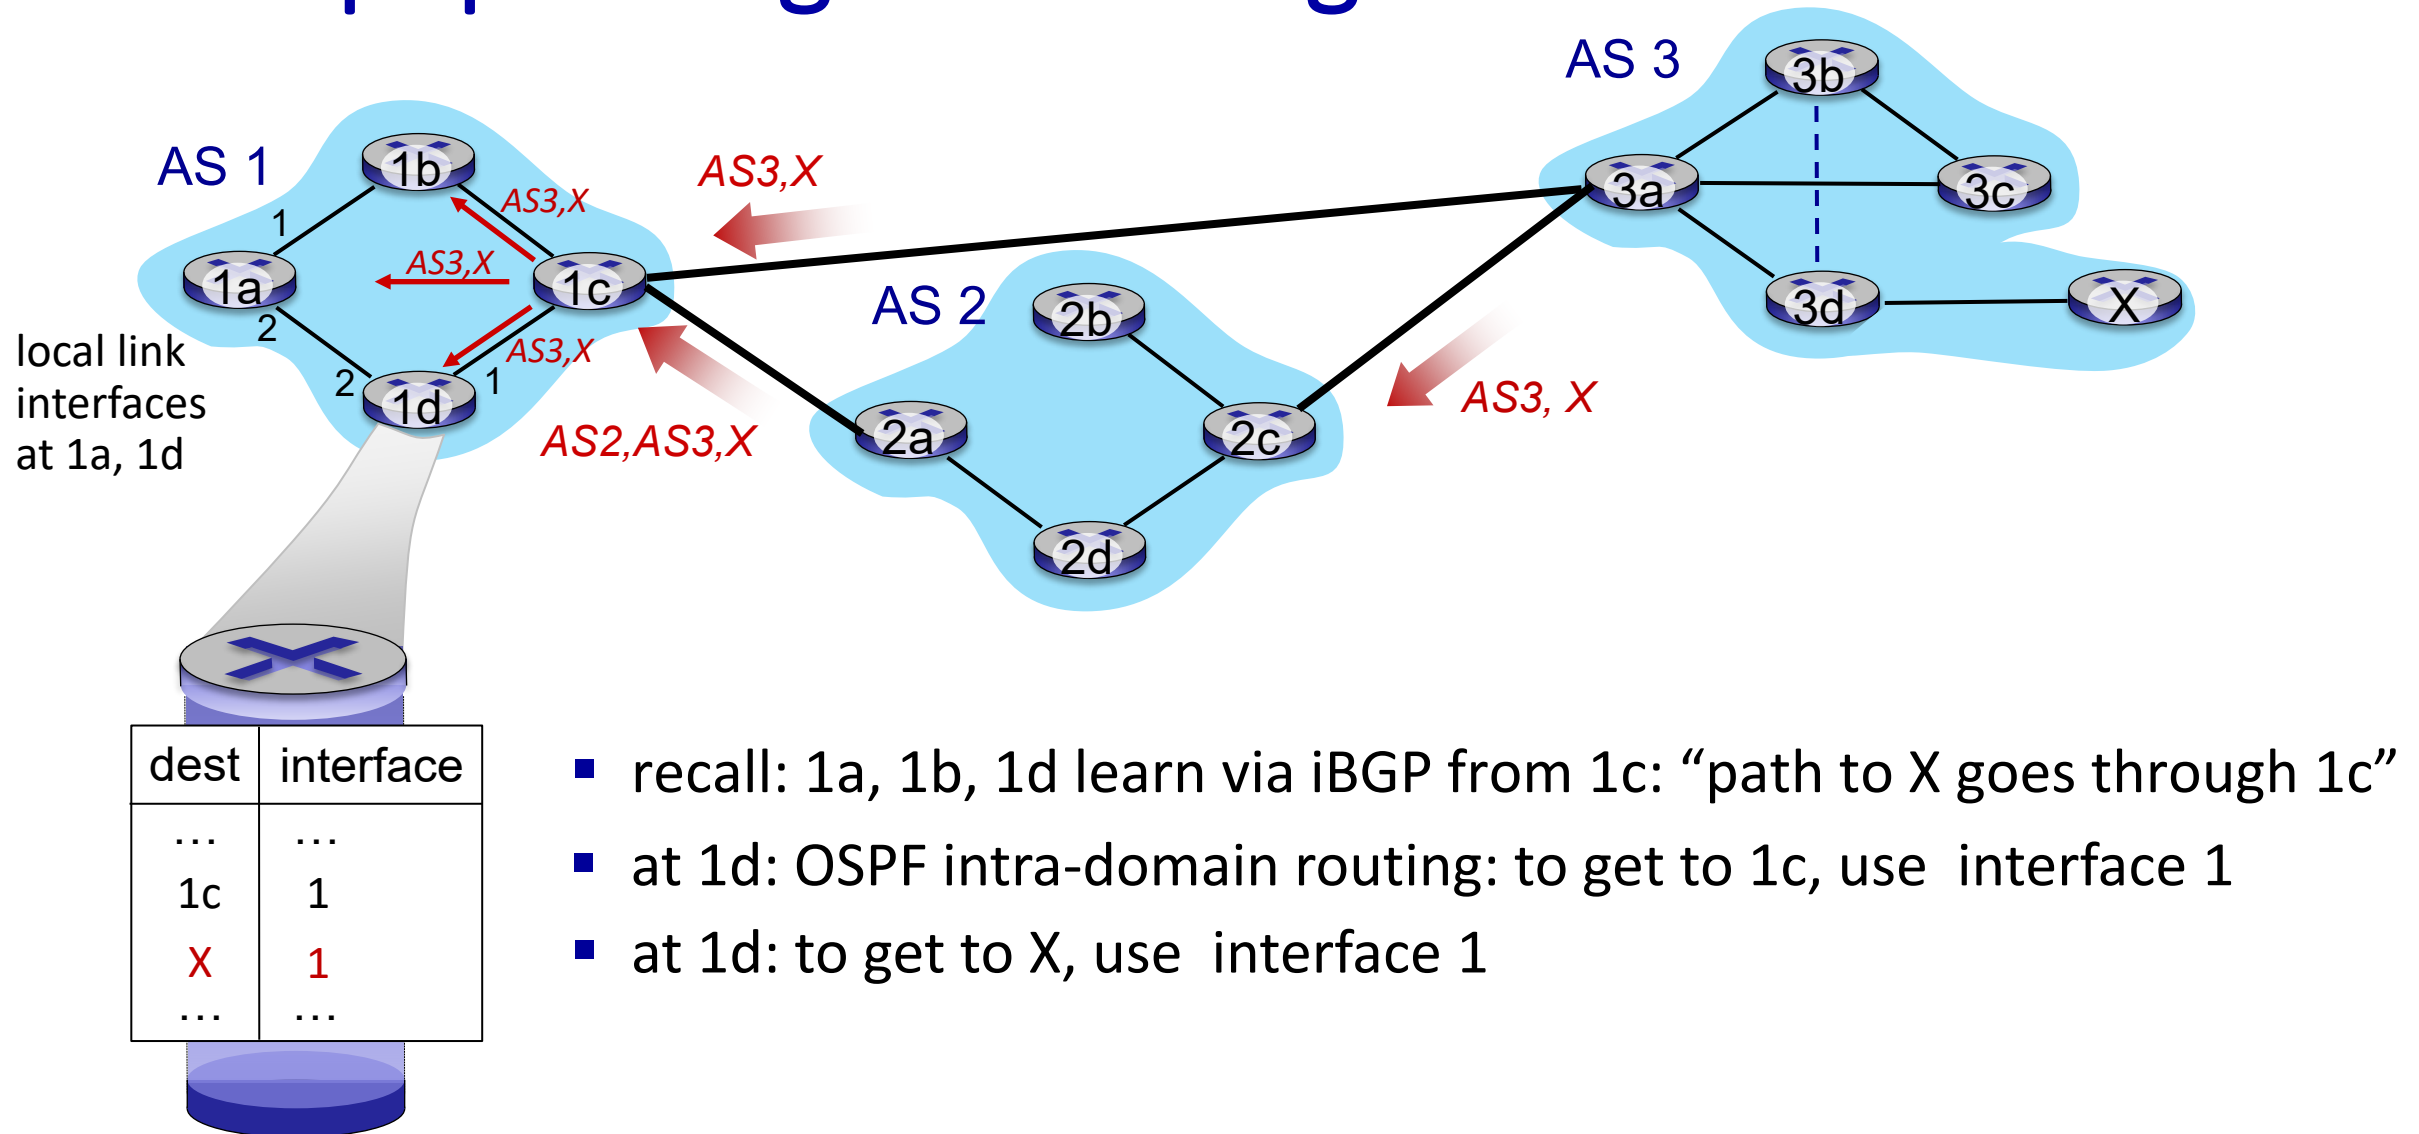 AS 3
3b
AS 1
1b
AS3,X
AS3,X
3a
3c
1
AS3,X
1a
1c
AS 2
2b
3d
X
2
local link
interfaces
at 1a, 1d
AS3,X
2
1
1d
AS3, X
AS2,AS3,X
2a
2c
2d
dest interface
... ...
1c 1
X 1
... ...
▪ recall: 1a, 1b, 1d learn via iBGP from 1c: “path to X goes through 1c”
▪ at 1d: OSPF intra-domain routing: to get to 1c, use interface 1
▪ at 1d: to get to X, use interface 1